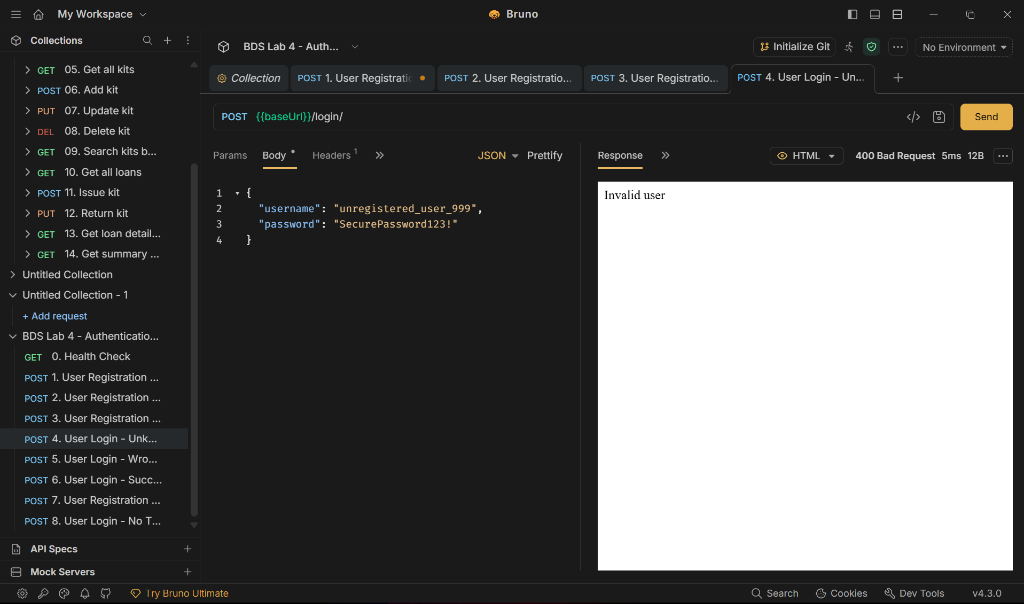 My Workspace
Bruno
Collections
GET 05. Get all kits
POST 06. Add kit
PUT 07. Update kit
DEL 08. Delete kit
GET 09. Search kits b...
GET 10. Get all loans
POST 11. Issue kit
PUT 12. Return kit
GET 13. Get loan detail...
GET 14. Get summary ...
Untitled Collection
Untitled Collection - 1
+ Add request
BDS Lab 4 - Authenticatio...
GET 0. Health Check
POST 1. User Registration ...
POST 2. User Registration ...
POST 3. User Registration ...
POST 4. User Login - Unk...
POST 5. User Login - Wro...
POST 6. User Login - Succ...
POST 7. User Registration ...
POST 8. User Login - No T...
API Specs
Mock Servers
BDS Lab 4 - Auth...
Initialize Git
No Environment
Collection
POST 1. User Registratic
POST 2. User Registratio...
POST 3. User Registratio...
POST 4. User Login - Un...
POST {{baseUrl}}/login/
Send
Params Body Headers 1
JSON Prettify
1 {
2 "username": "unregistered_user_999",
3 "password": "SecurePassword123!"
4 }
Response
HTML 400 Bad Request 5ms 12B
Invalid user
Try Bruno Ultimate
Search Cookies Dev Tools v4.3.0